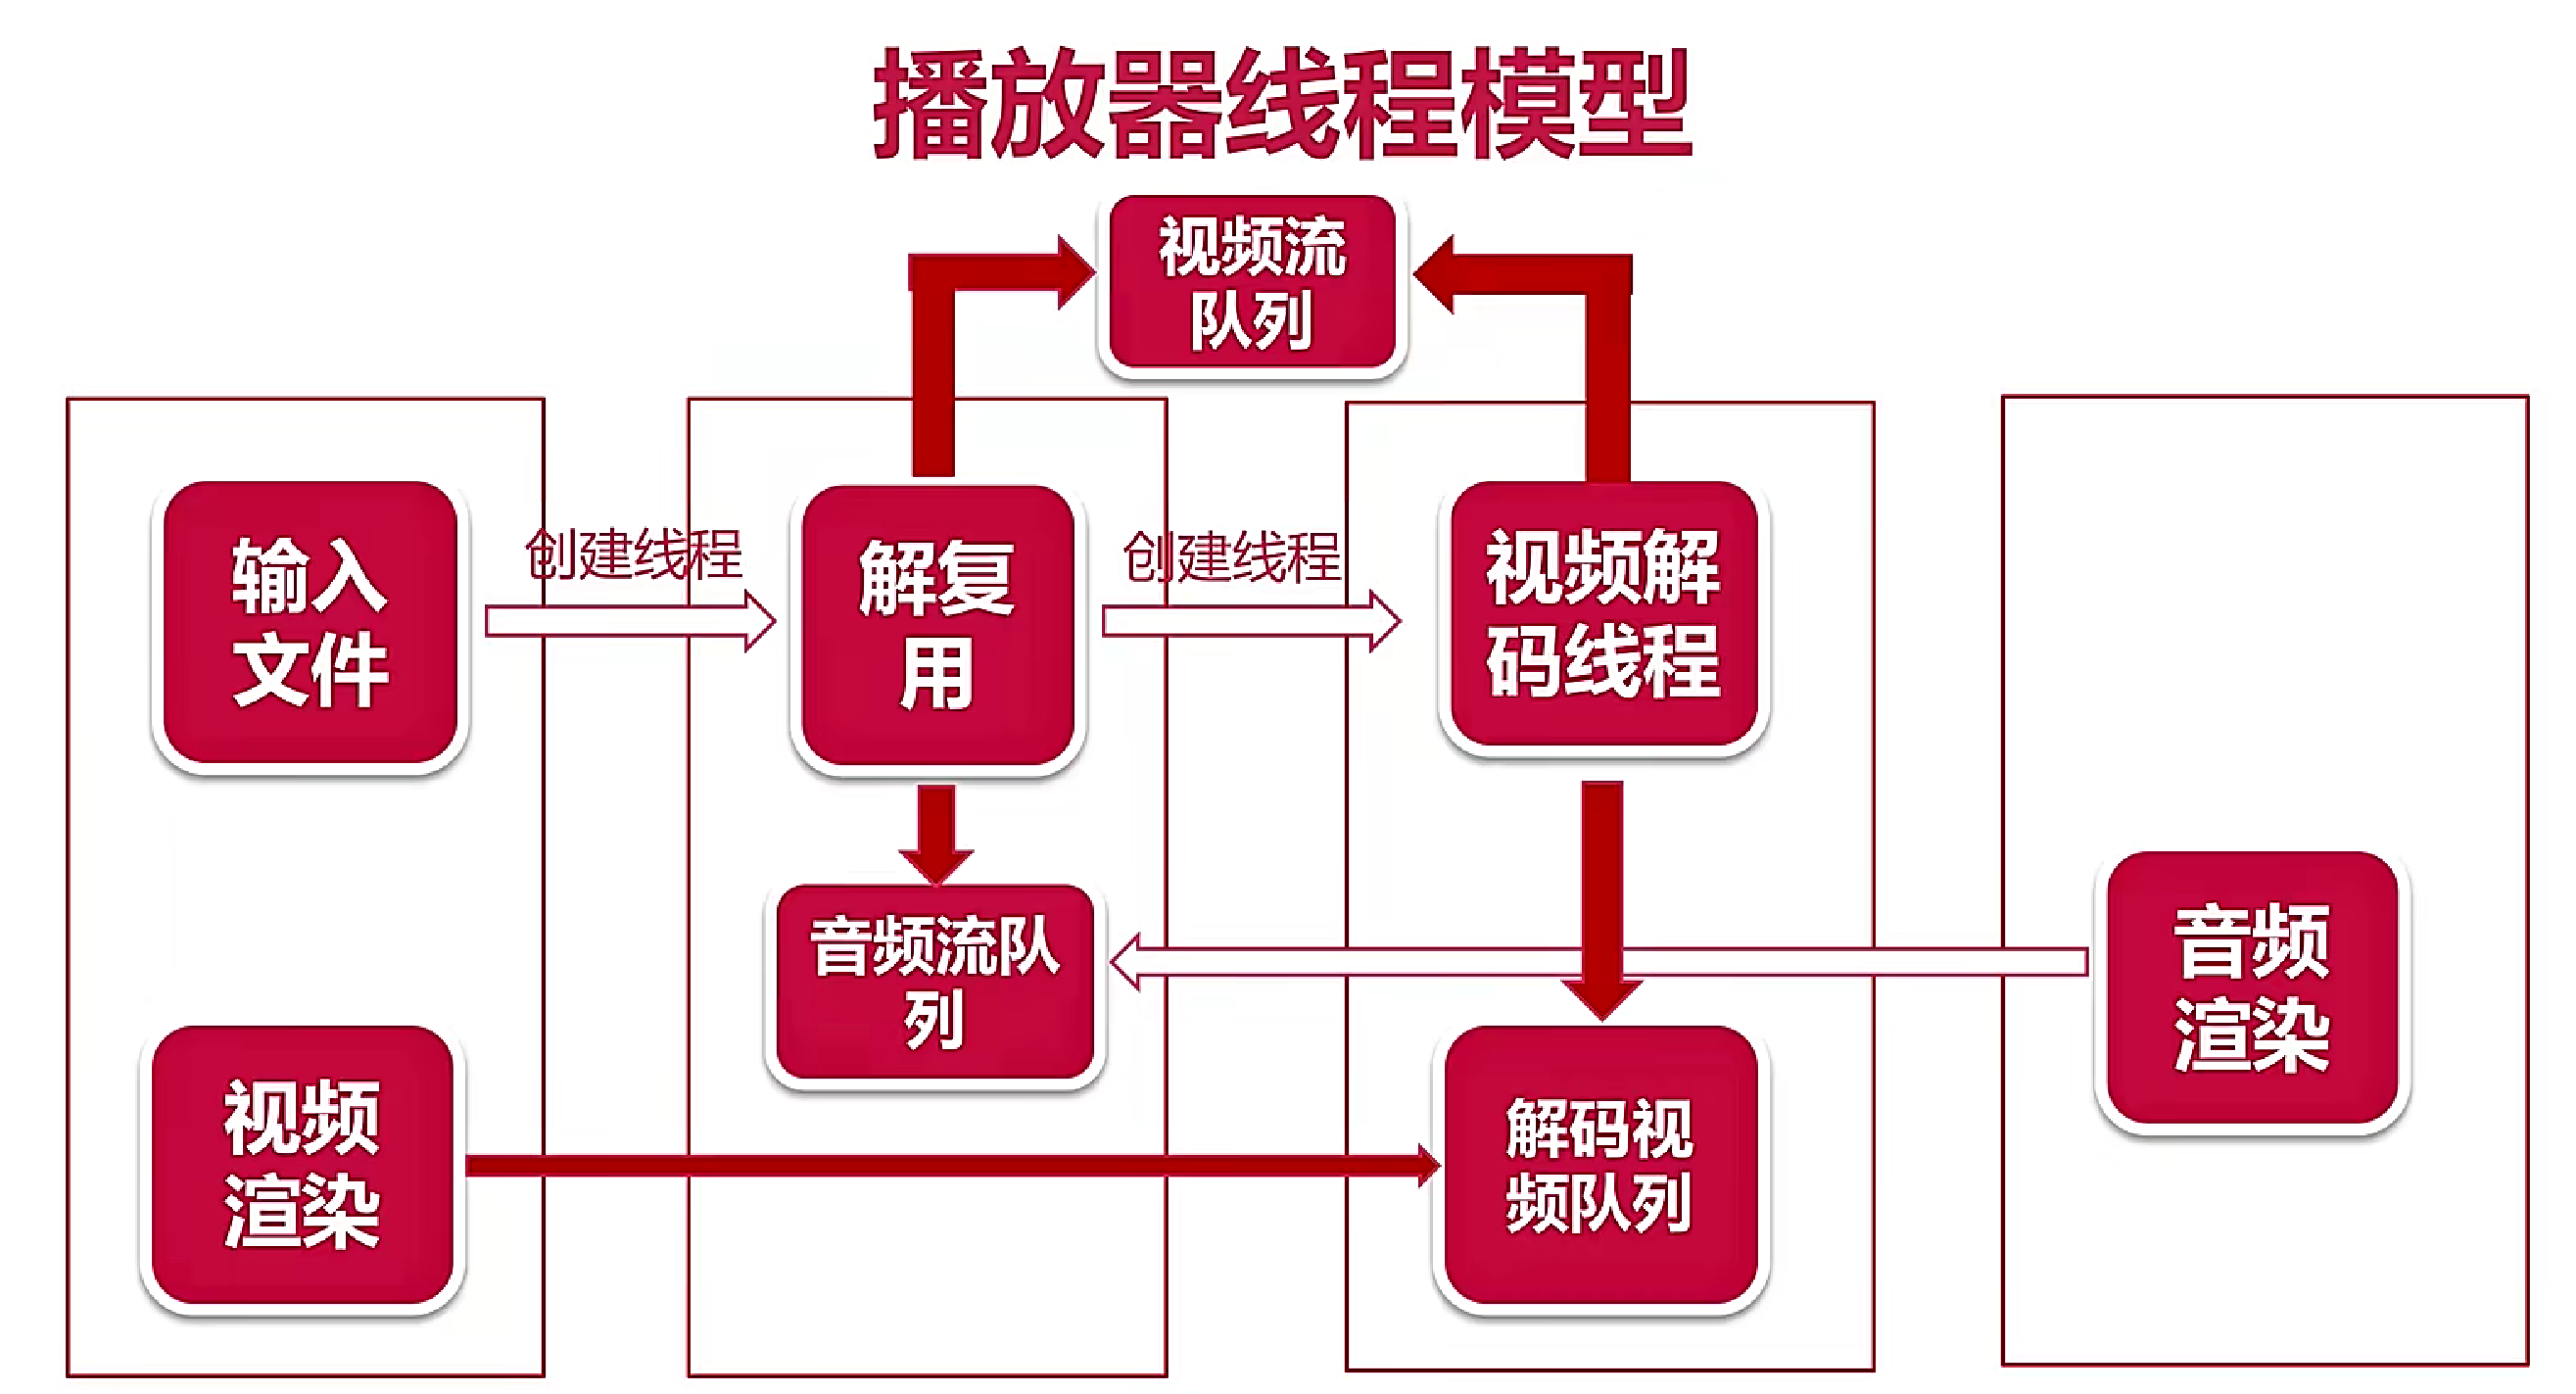 播放器线程模型
视频流
队列
输入
文件
创建线程
解复
用
创建线程
视频解
码线程
音频流队
列
音频
渲染
视频
渲染
解码视
频队列